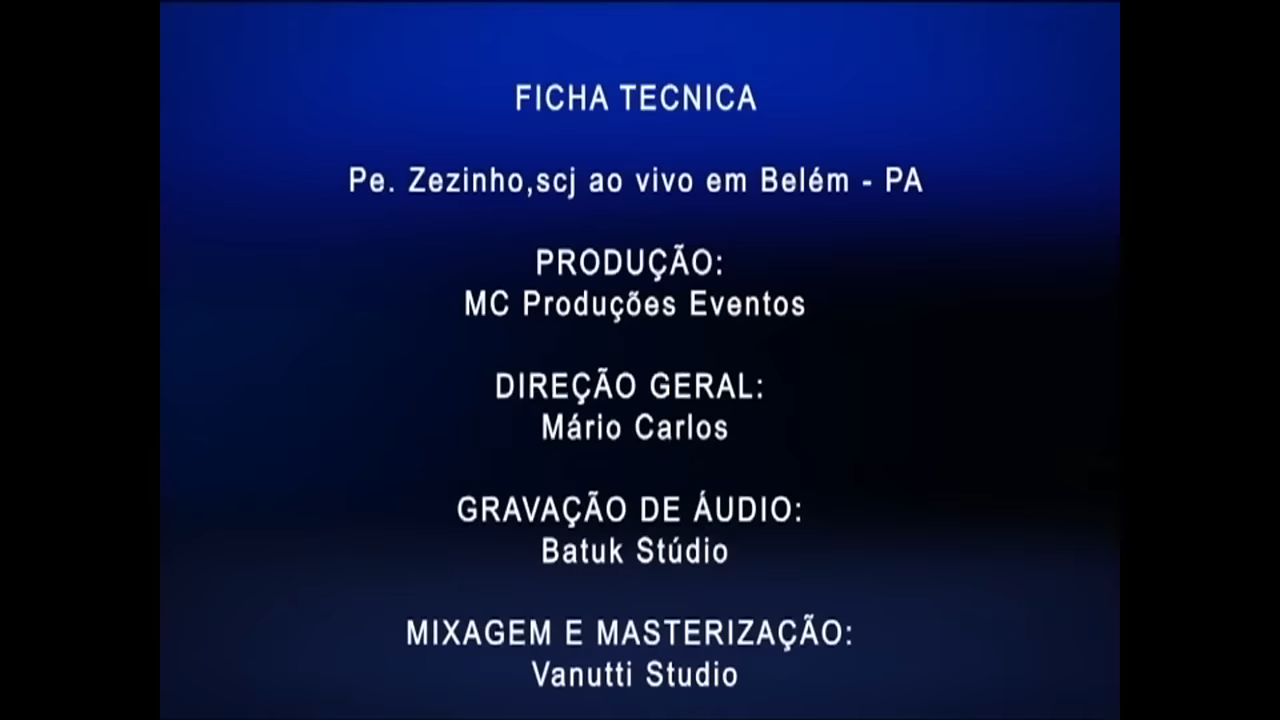 FICHA TECNICA
Pe. Zezinho,scj ao vivo em Belém - PA
PRODUÇÃO:
MC Produções Eventos
DIREÇÃO GERAL:
Mário Carlos
GRAVAÇÃO DE ÁUDIO:
Batuk Stúdio
MIXAGEM E MASTERIZAÇÃO:
Vanutti Studio